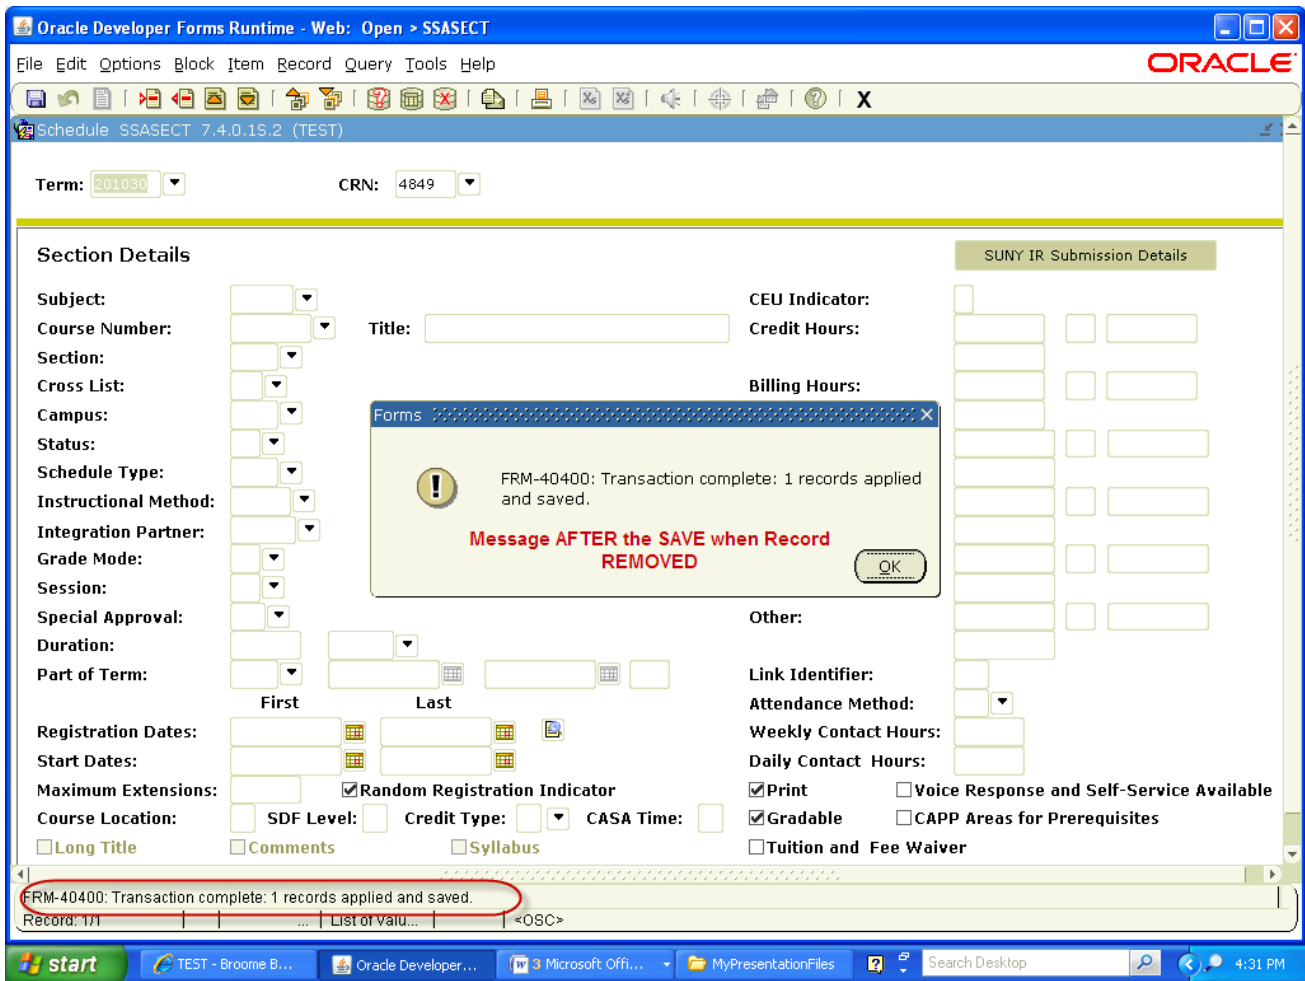 Oracle Developer Forms Runtime - Web: Open > SSASECT
File Edit Options Block Item Record Query Tools Help
ORACLE
Schedule SSASECT 7.4.0.1S.2 (TEST)
Term: 201030 CRN: 4849
Section Details SUNY IR Submission Details
Subject: CEU Indicator:
Course Number: Title: Credit Hours:
Section:
Cross List: Billing Hours:
Campus:
Status:
Schedule Type:
Instructional Method:
Integration Partner:
Grade Mode:
Session:
Forms
FRM-40400: Transaction complete: 1 records applied
and saved.
Message AFTER the SAVE when Record
REMOVED
OK
Special Approval: Other:
Duration:
Part of Term: Link Identifier:
First Last Attendance Method:
Registration Dates: Weekly Contact Hours:
Start Dates: Daily Contact Hours:
Maximum Extensions: Random Registration Indicator Print Voice Response and Self-Service Available
Course Location: SDF Level: Credit Type: CASA Time: Gradable CAPP Areas for Prerequisites
Long Title Comments Syllabus Tuition and Fee Waiver
FRM-40400: Transaction complete: 1 records applied and saved.
Record: 1/1 ... List of Valu... <OSC>
start TEST - Broome B... Oracle Developer... 3 Microsoft Offi... MyPresentationFiles Search Desktop 4:31 PM